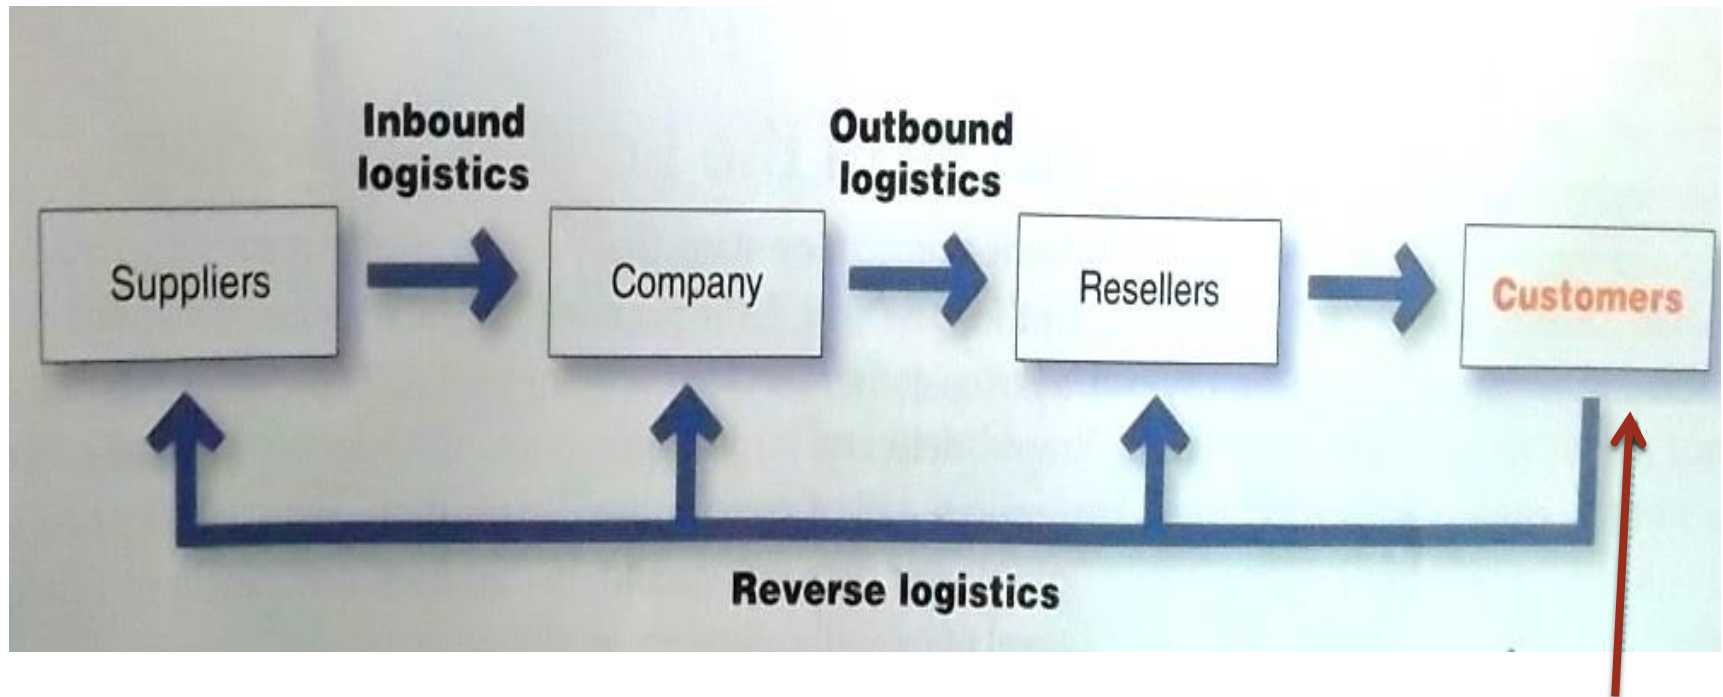 Inbound
logistics
Outbound
logistics
Suppliers
Company
Resellers
Customers
Reverse logistics